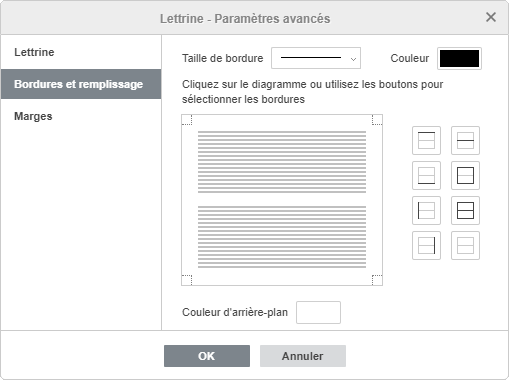 Lettrine - Paramètres avancés
Lettrine
Bordures et remplissage
Marges
Taille de bordure
Couleur
Cliquez sur le diagramme ou utilisez les boutons pour
sélectionner les bordures
Couleur d'arrière-plan
OK
Annuler